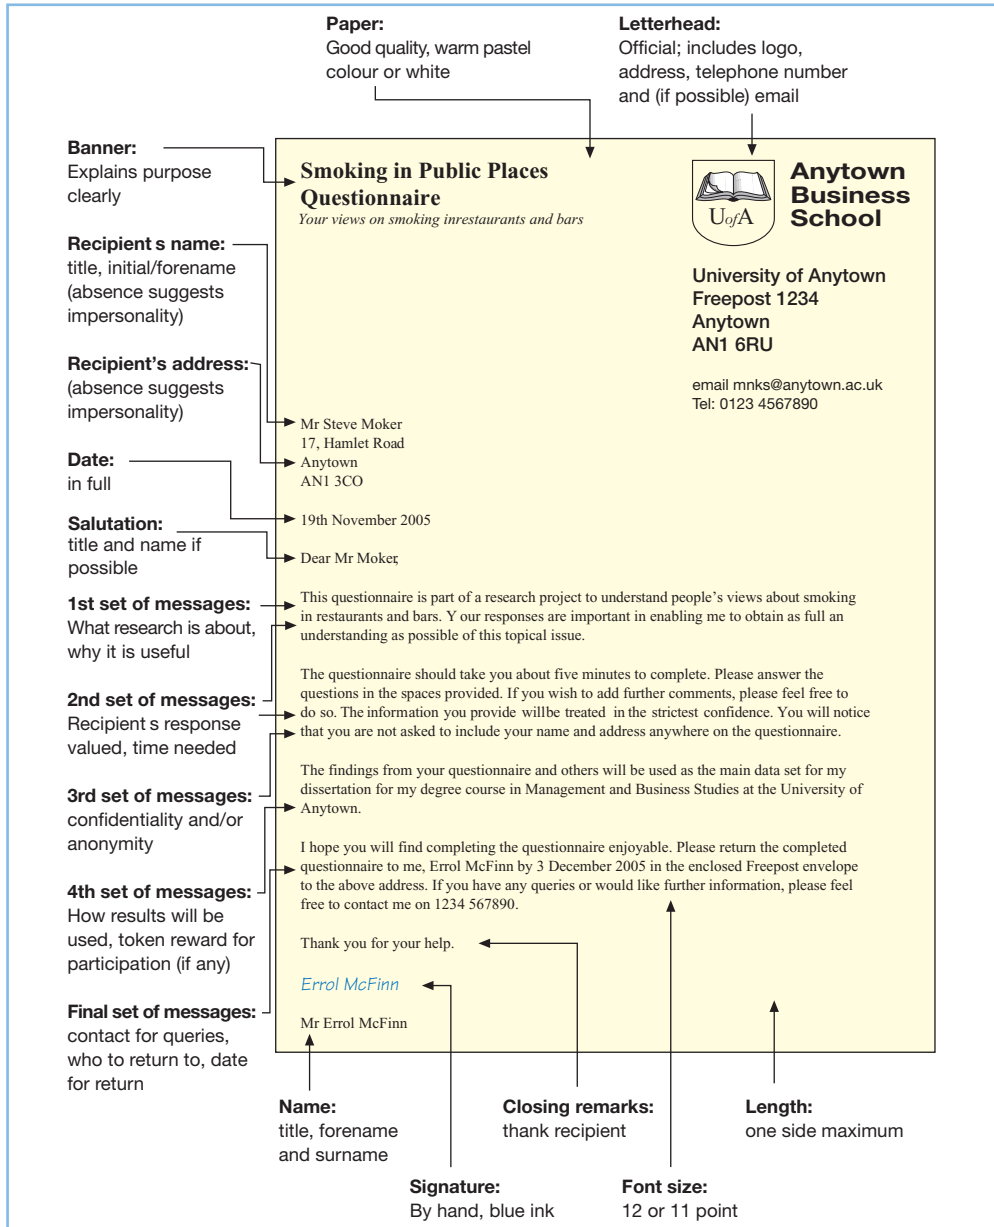 Paper:
Good quality, warm pastel
colour or white
Letterhead:
Official; includes logo,
address, telephone number
and (if possible) email
Banner:
Explains purpose
clearly
Recipient s name:
title, initial/forename
(absence suggests
impersonality)
Recipient's address:
(absence suggests
impersonality)
Date:
in full
Salutation:
title and name if
possible
1st set of messages:
What research is about,
why it is useful
2nd set of messages:
Recipient s response
valued, time needed
3rd set of messages:
confidentiality and/or
anonymity
4th set of messages:
How results will be
used, token reward for
participation (if any)
Final set of messages:
contact for queries,
who to return to, date
for return
Smoking in Public Places
Questionnaire
Your views on smoking inrestaurants and bars
UofA
Anytown
Business
School
University of Anytown
Freepost 1234
Anytown
AN1 6RU
email mnks@anytown.ac.uk
Tel: 0123 4567890
Mr Steve Moker
17, Hamlet Road
Anytown
AN1 3CO
19th November 2005
Dear Mr Moker,
This questionnaire is part of a research project to understand people's views about smoking
in restaurants and bars. Y our responses are important in enabling me to obtain as full an
understanding as possible of this topical issue.
The questionnaire should take you about five minutes to complete. Please answer the
questions in the spaces provided. If you wish to add further comments, please feel free to
do so. The information you provide willbe treated in the strictest confidence. You will notice
that you are not asked to include your name and address anywhere on the questionnaire.
The findings from your questionnaire and others will be used as the main data set for my
dissertation for my degree course in Management and Business Studies at the University of
Anytown.
I hope you will find completing the questionnaire enjoyable. Please return the completed
questionnaire to me, Errol McFinn by 3 December 2005 in the enclosed Freepost envelope
to the above address. If you have any queries or would like further information, please feel
free to contact me on 1234 567890.
Thank you for your help.
Errol McFinn
Mr Errol McFinn
Name:
title, forename
and surname
Closing remarks:
thank recipient
Length:
one side maximum
Signature:
By hand, blue ink
Font size:
12 or 11 point